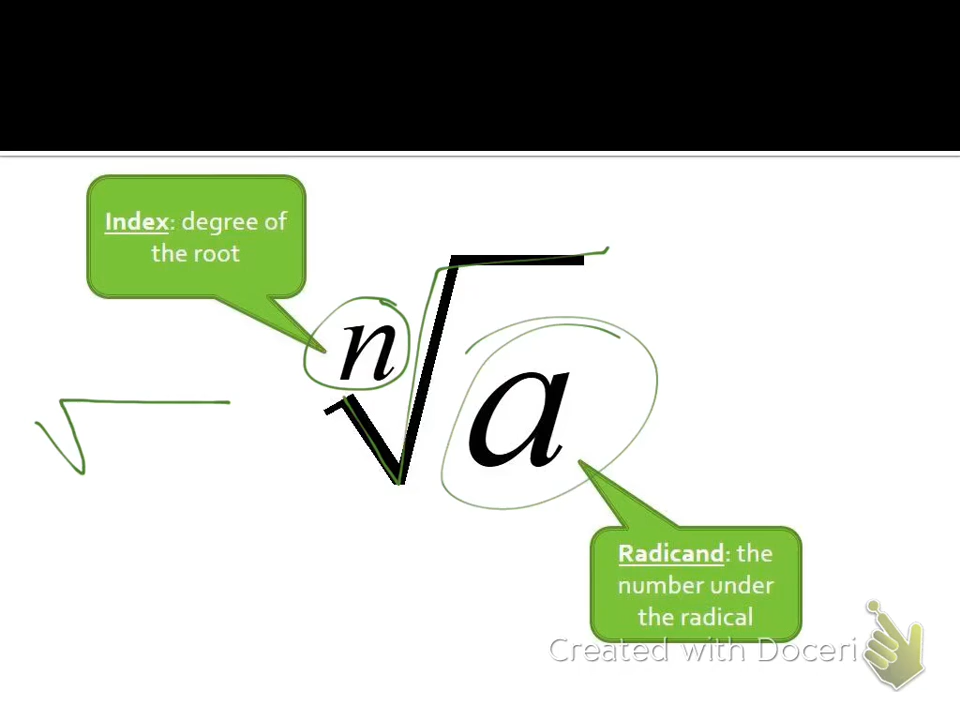 Index: degree of
the root
n√a
√
Radicand: the
number under
the radical
Created with Doceri